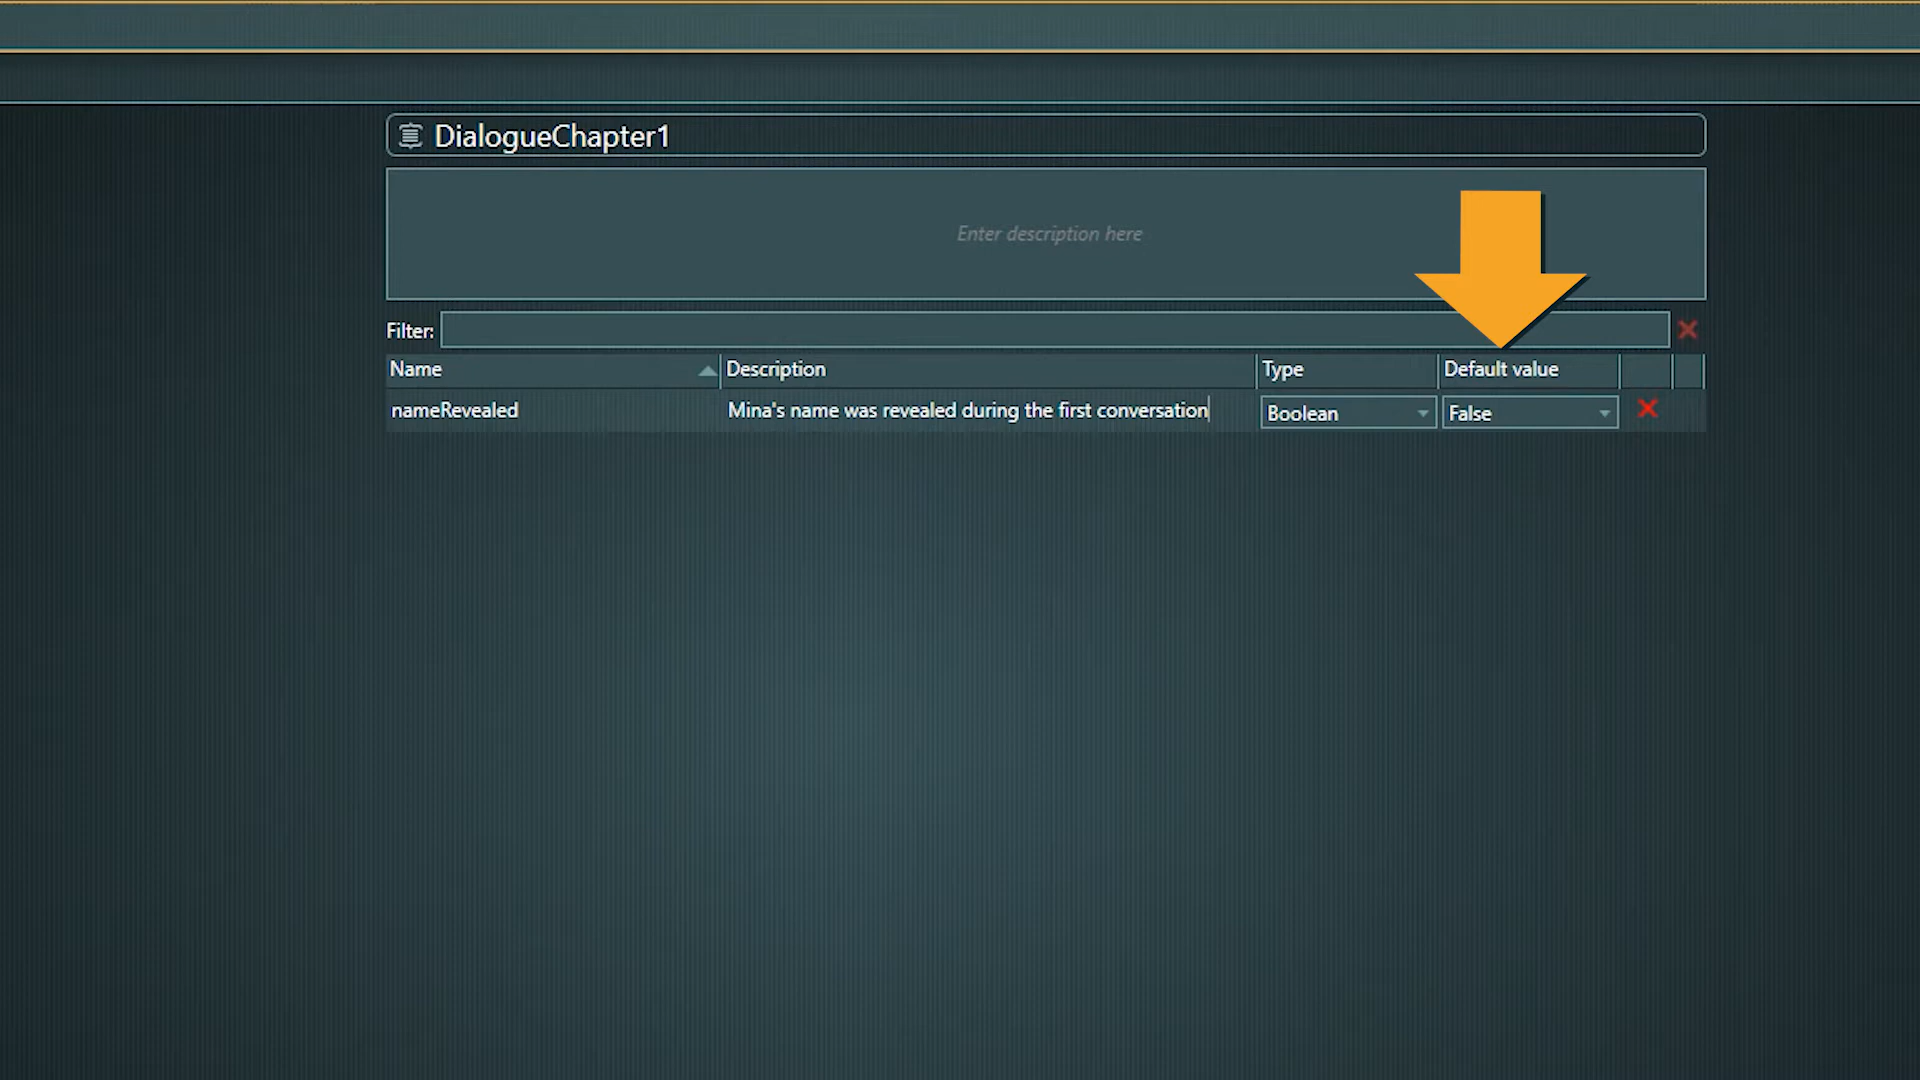 DialogueChapter1
Enter description here
Filter:
Name Description Type Default value
nameRevealed Mina's name was revealed during the first conversation Boolean False